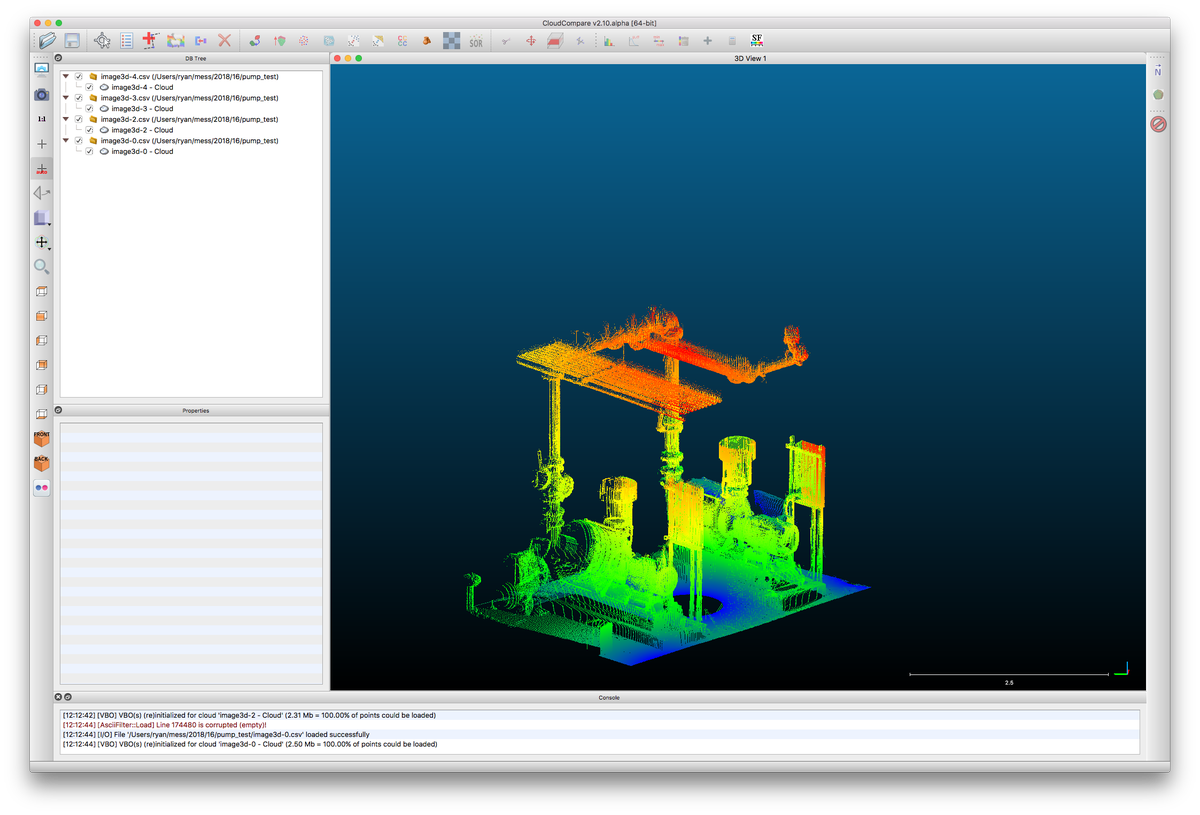 CloudCompare v2.10.alpha [64-bit]
SOR
SF
DB Tree
3D View 1
image3d-4.csv (/Users/ryan/mess/2018/16/pump_test)
image3d-4 - Cloud
image3d-3.csv (/Users/ryan/mess/2018/16/pump_test)
image3d-3 - Cloud
image3d-2.csv (/Users/ryan/mess/2018/16/pump_test)
image3d-2 - Cloud
image3d-0.csv (/Users/ryan/mess/2018/16/pump_test)
image3d-0 - Cloud
1:1
N
Properties
FRONT
BACK
2.5
Console
[12:12:42] [VBO] VBO(s) (re)initialized for cloud 'image3d-2 - Cloud' (2.31 Mb = 100.00% of points could be loaded)
[12:12:44] [AsciiFilter::Load] Line 174480 is corrupted (empty)!
[12:12:44] [I/O] File '/Users/ryan/mess/2018/16/pump_test/image3d-0.csv' loaded successfully
[12:12:44] [VBO] VBO(s) (re)initialized for cloud 'image3d-0 - Cloud' (2.50 Mb = 100.00% of points could be loaded)